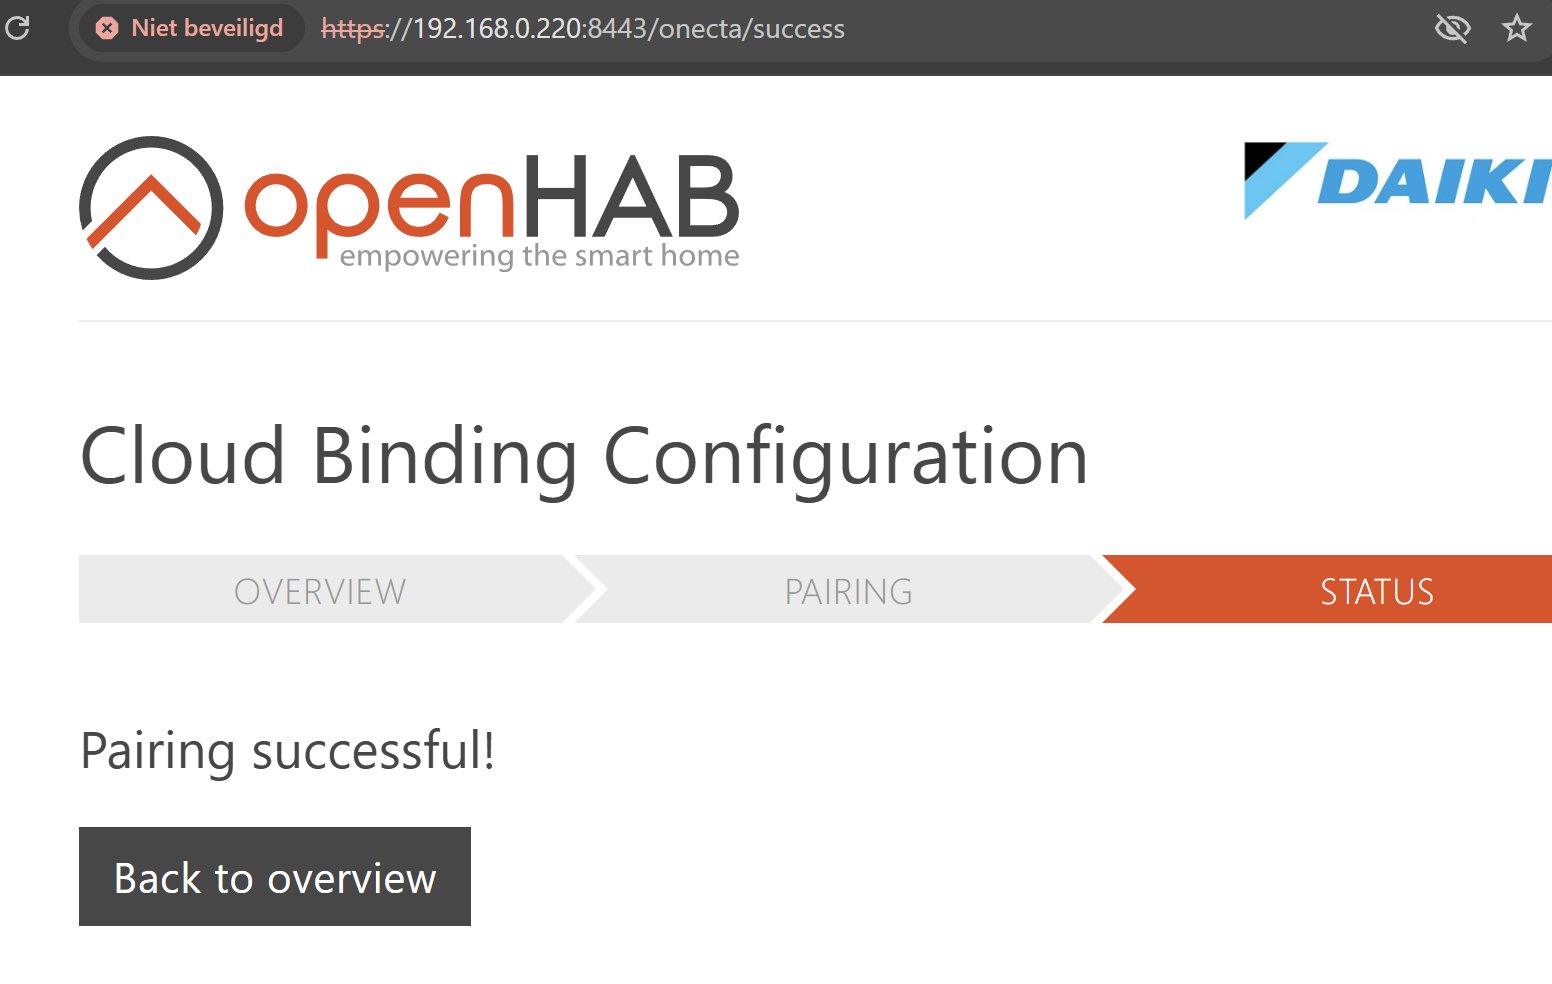 Niet beveiligd https://192.168.0.220:8443/onecta/success
openHAB
empowering the smart home
DAIKI
Cloud Binding Configuration
OVERVIEW PAIRING STATUS
Pairing successful!
Back to overview